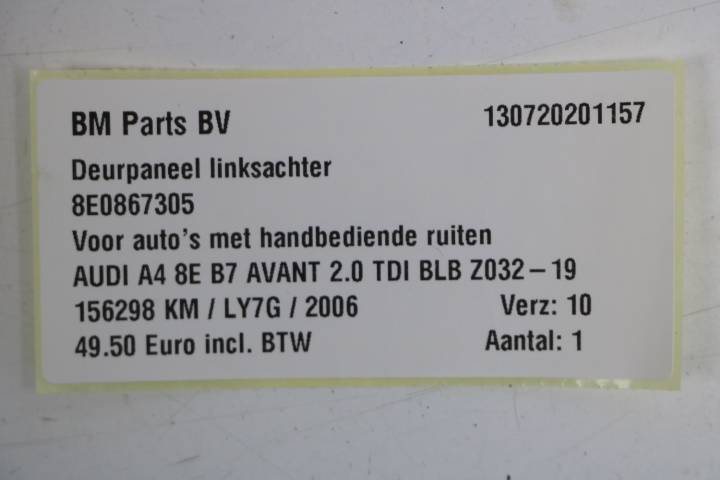 BM Parts BV 130720201157
Deurpaneel linksachter
8E0867305
Voor auto's met handbediende ruiten
AUDI A4 8E B7 AVANT 2.0 TDI BLB Z032-19
156298 KM / LY7G / 2006 Verz: 10
49.50 Euro incl. BTW Aantal: 1